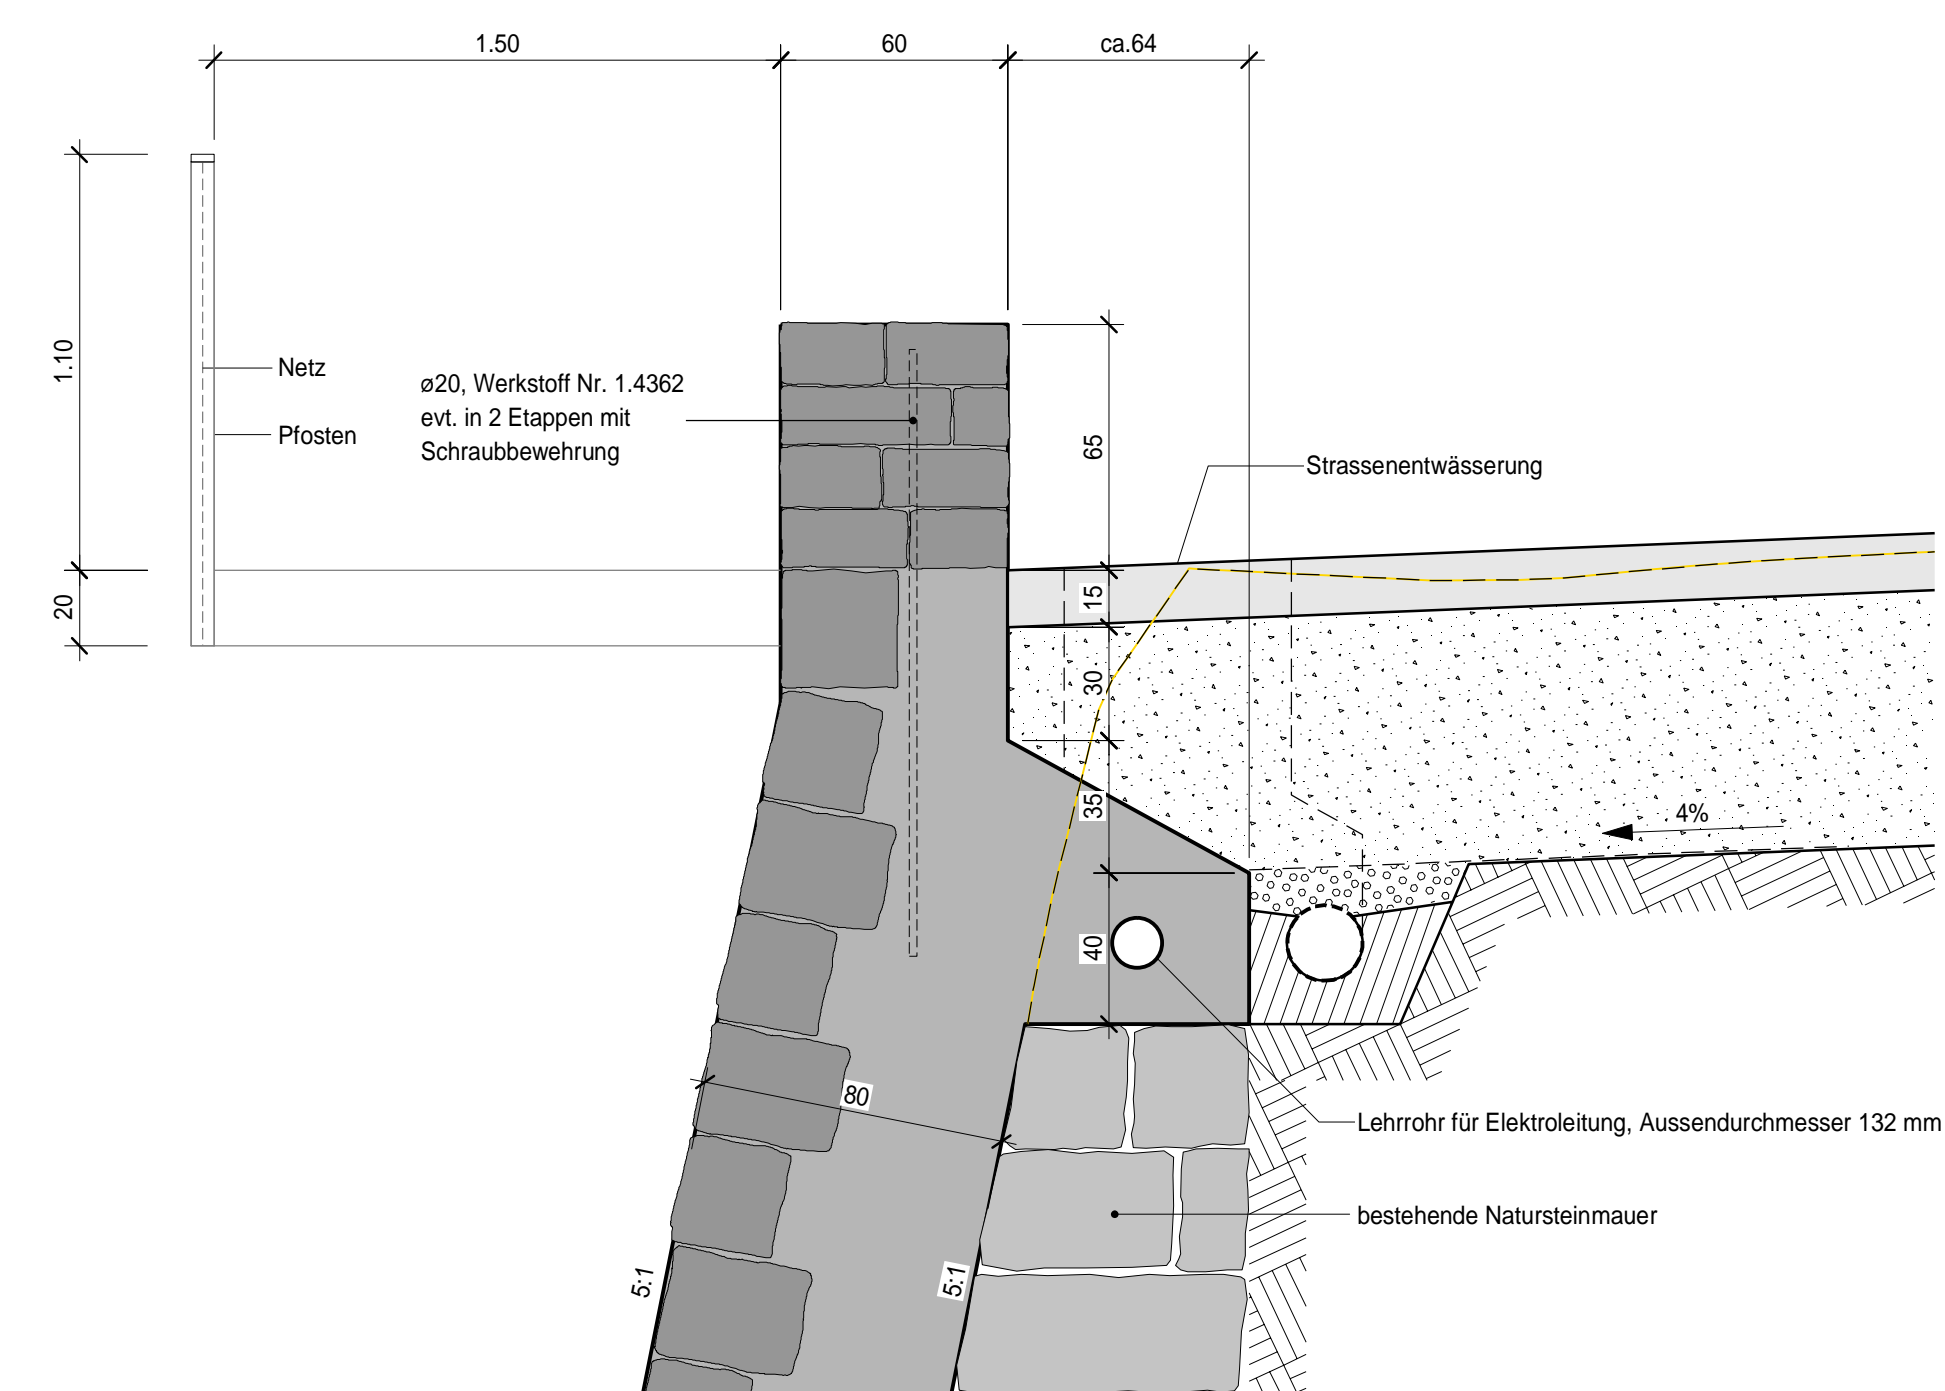 1.50
60
ca.64
1.10
20
Netz
Pfosten
ø20, Werkstoff Nr. 1.4362
evt. in 2 Etappen mit
Schraubbewehrung
65
Strassenentwässerung
15
30
35
4%
40
80
Lehrrohr für Elektroleitung, Aussendurchmesser 132 mm
bestehende Natursteinmauer
5:1
5:1